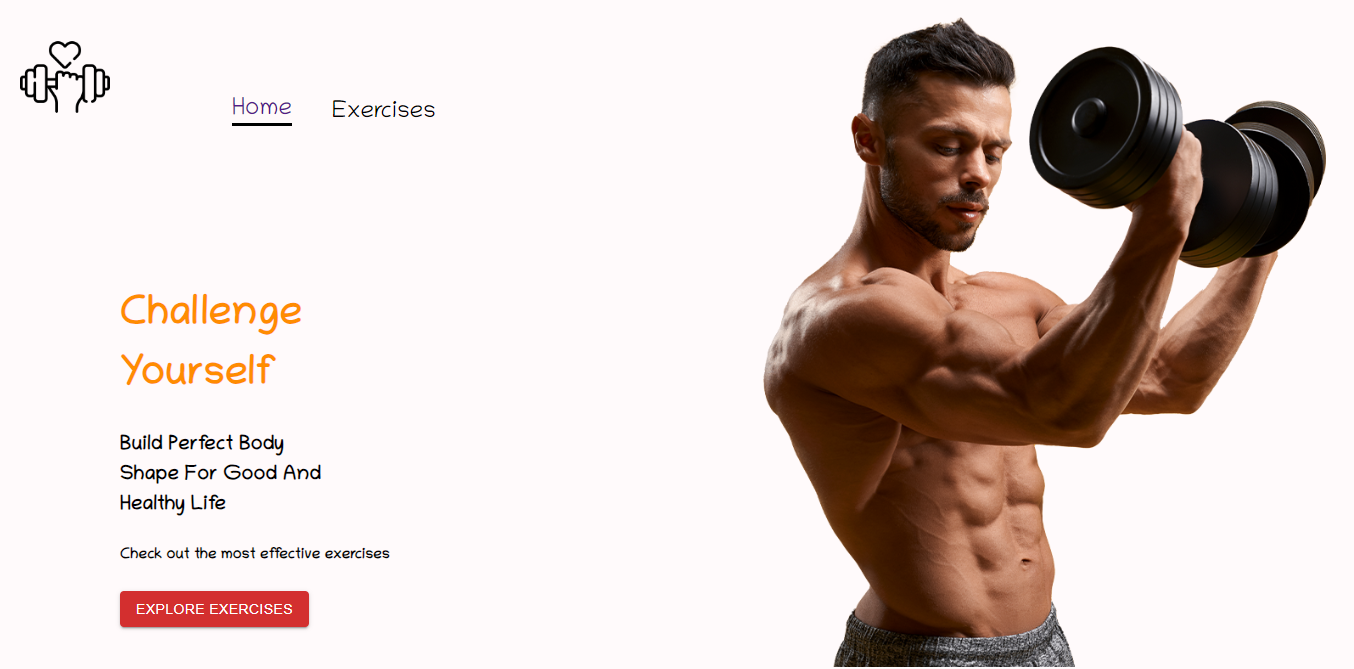 Home Exercises
Challenge
Yourself
Build Perfect Body
Shape For Good And
Healthy Life
Check out the most effective exercises
EXPLORE EXERCISES